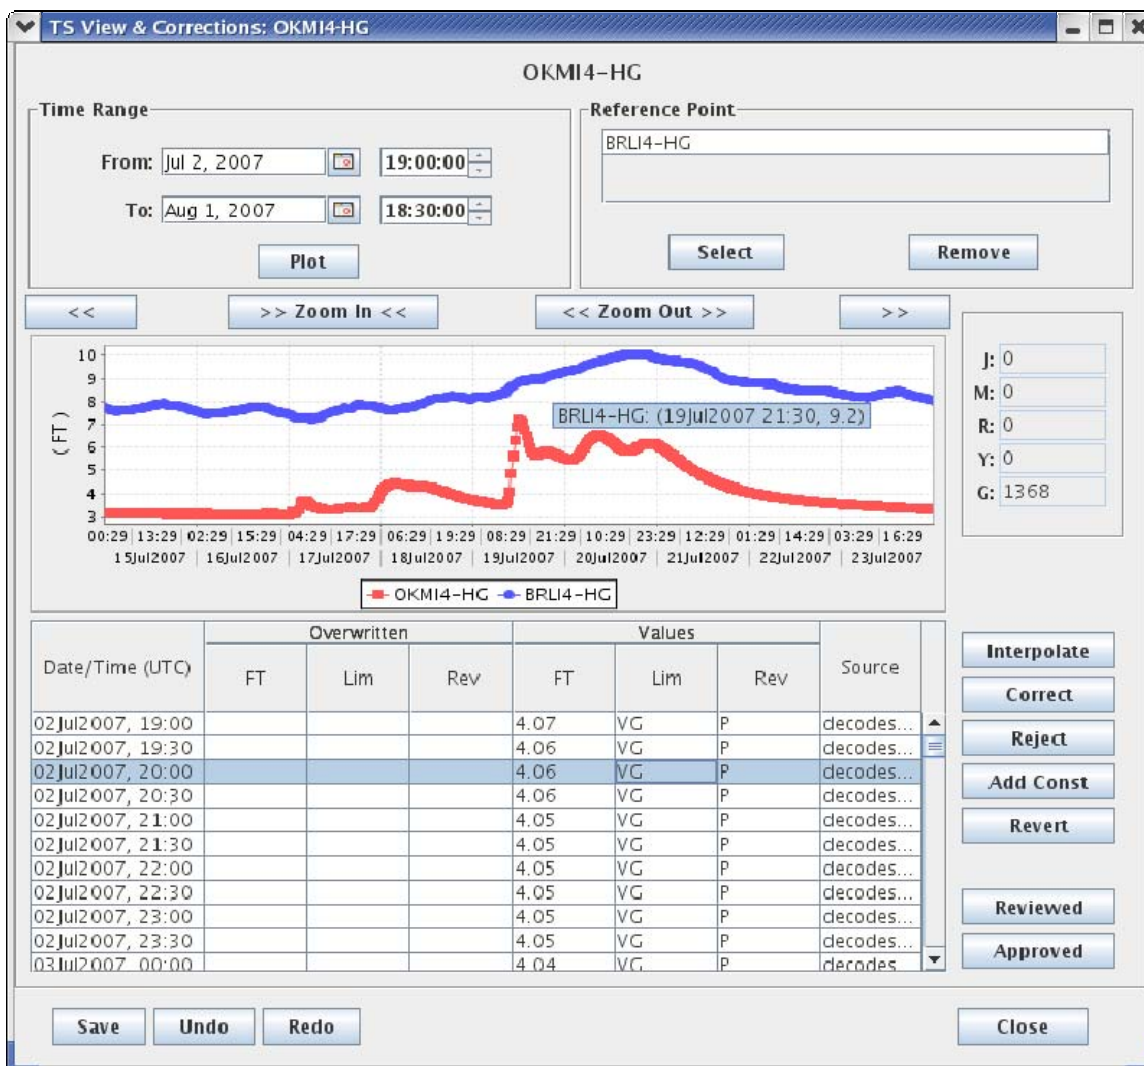 TS View & Corrections: OKMI4-HG
OKMI4-HG
Time Range
From: Jul 2, 2007 19:00:00
To: Aug 1, 2007 18:30:00
Plot
Reference Point
BRLI4-HG
Select Remove
<< >> Zoom In << << Zoom Out >> >>
J: 0
M: 0
R: 0
Y: 0
G: 1368
( FT )
10
9
8
7
6
5
4
3
BRLI4-HG: (19Jul2007 21:30, 9.2)
00:29 13:29 02:29 15:29 04:29 17:29 06:29 19:29 08:29 21:29 10:29 23:29 12:29 01:29 14:29 03:29 16:29
15Jul2007 16Jul2007 17Jul2007 18Jul2007 19Jul2007 20Jul2007 21Jul2007 22Jul2007 23Jul2007
OKMI4-HG BRLI4-HG
Overwritten Values
Date/Time (UTC) FT Lim Rev FT Lim Rev Source
02Jul2007, 19:00 4.07 VG P decodes...
02Jul2007, 19:30 4.06 VG P decodes...
02Jul2007, 20:00 4.06 VG P decodes...
02Jul2007, 20:30 4.06 VG P decodes...
02Jul2007, 21:00 4.05 VG P decodes...
02Jul2007, 21:30 4.05 VG P decodes...
02Jul2007, 22:00 4.05 VG P decodes...
02Jul2007, 22:30 4.05 VG P decodes...
02Jul2007, 23:00 4.05 VG P decodes...
02Jul2007, 23:30 4.05 VG P decodes...
03Jul2007, 00:00 4.04 VG P decodes...
Interpolate
Correct
Reject
Add Const
Revert
Reviewed
Approved
Save Undo Redo Close